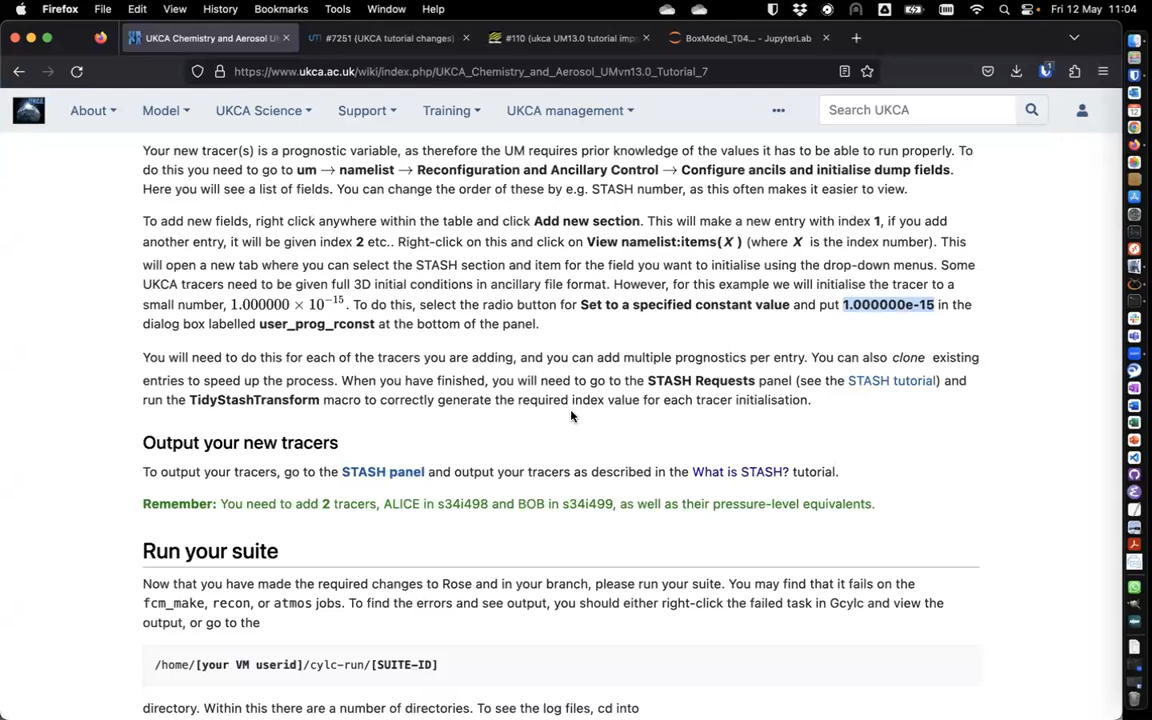 Firefox File Edit View History Bookmarks Tools Window Help Fri 12 May 11:04
UKCA Chemistry and Aerosol U
#7251 (UKCA tutorial changes)
#110 (ukca UM13.0 tutorial imp
BoxModel_T04... - JupyterLab
https://www.ukca.ac.uk/wiki/index.php/UKCA_Chemistry_and_Aerosol_UMvn13.0_Tutorial_7
About Model UKCA Science Support Training UKCA management Search UKCA
Your new tracer(s) is a prognostic variable, as therefore the UM requires prior knowledge of the values it has to be able to run properly. To
do this you need to go to um → namelist → Reconfiguration and Ancillary Control → Configure ancils and initialise dump fields.
Here you will see a list of fields. You can change the order of these by e.g. STASH number, as this often makes it easier to view.
To add new fields, right click anywhere within the table and click Add new section. This will make a new entry with index 1, if you add
another entry, it will be given index 2 etc.. Right-click on this and click on View namelist:items(X) (where X is the index number). This
will open a new tab where you can select the STASH section and item for the field you want to initialise using the drop-down menus. Some
UKCA tracers need to be given full 3D initial conditions in ancillary file format. However, for this example we will initialise the tracer to a
small number, 1.000000 × 10⁻¹⁵. To do this, select the radio button for Set to a specified constant value and put 1.000000e-15 in the
dialog box labelled user_prog_rconst at the bottom of the panel.
You will need to do this for each of the tracers you are adding, and you can add multiple prognostics per entry. You can also clone existing
entries to speed up the process. When you have finished, you will need to go to the STASH Requests panel (see the STASH tutorial) and
run the TidyStashTransform macro to correctly generate the required index value for each tracer initialisation.
Output your new tracers
To output your tracers, go to the STASH panel and output your tracers as described in the What is STASH? tutorial.
Remember: You need to add 2 tracers, ALICE in s34i498 and BOB in s34i499, as well as their pressure-level equivalents.
Run your suite
Now that you have made the required changes to Rose and in your branch, please run your suite. You may find that it fails on the
fcm_make, recon, or atmos jobs. To find the errors and see output, you should either right-click the failed task in Gcylc and view the
output, or go to the
/home/[your VM userid]/cylc-run/[SUITE-ID]
directory. Within this there are a number of directories. To see the log files, cd into